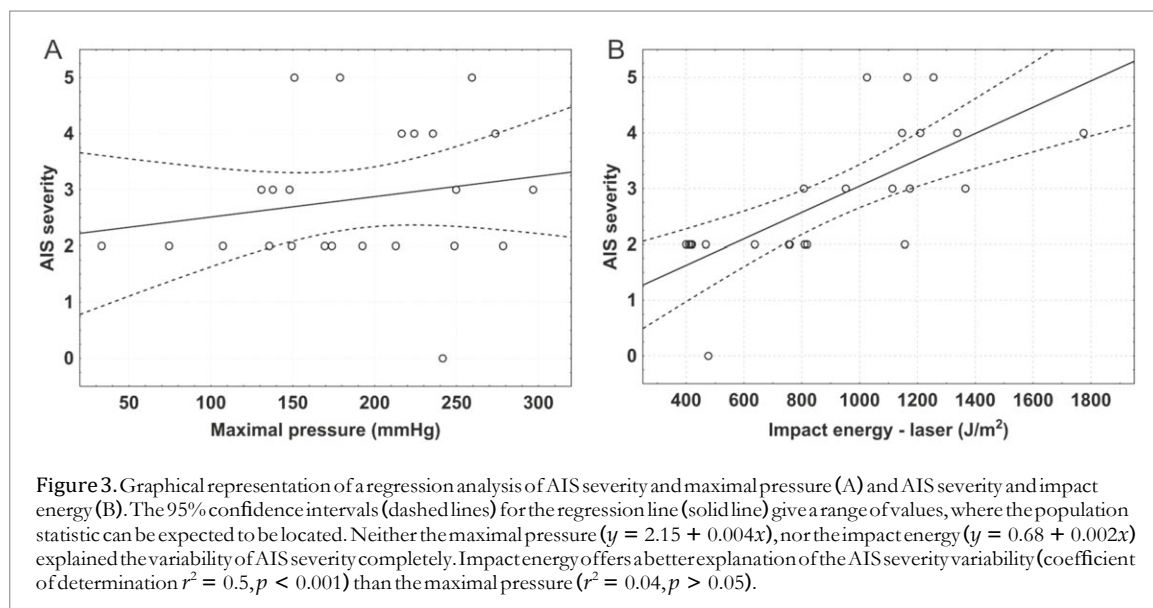 A
AIS severity
5
4
3
2
1
0
50 100 150 200 250 300
Maximal pressure (mmHg)
B
AIS severity
5
4
3
2
1
0
400 600 800 1000 1200 1400 1600 1800
Impact energy - laser (J/m²)
Figure 3. Graphical representation of a regression analysis of AIS severity and maximal pressure (A) and AIS severity and impact
energy (B). The 95% confidence intervals (dashed lines) for the regression line (solid line) give a range of values, where the population
statistic can be expected to be located. Neither the maximal pressure (y = 2.15 + 0.004x), nor the impact energy (y = 0.68 + 0.002x)
explained the variability of AIS severity completely. Impact energy offers a better explanation of the AIS severity variability (coefficient
of determination r² = 0.5, p < 0.001) than the maximal pressure (r² = 0.04, p > 0.05).